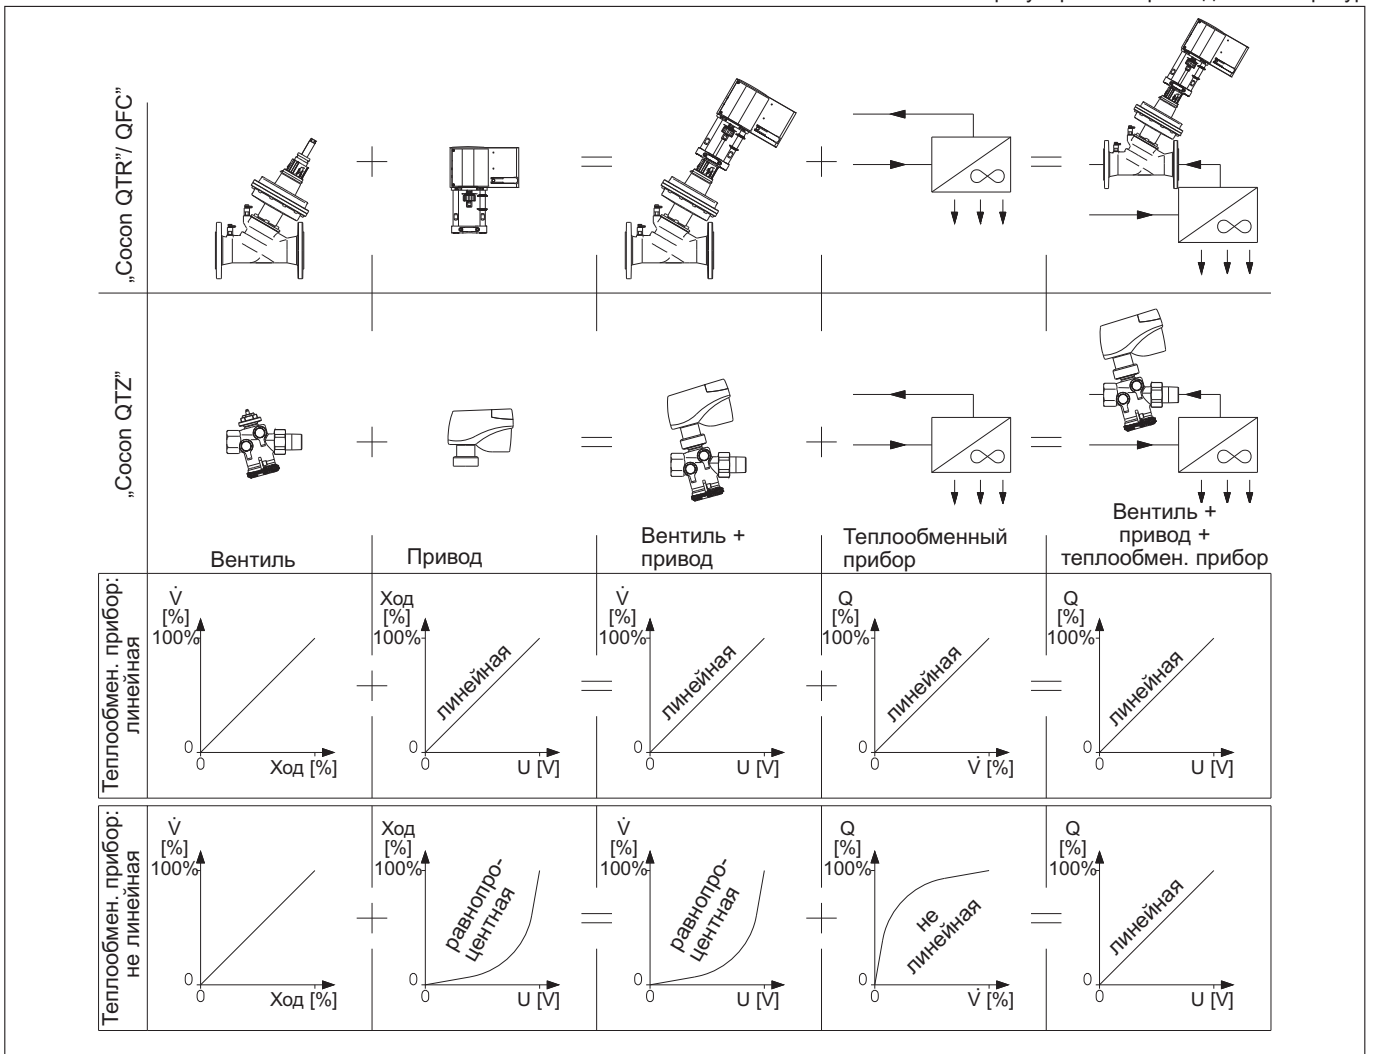 „Cocon QTR”/ QFC”
„Cocon QTZ”
Вентиль
Привод
Вентиль +
привод
Теплообменный
прибор
Вентиль +
привод +
теплообмен. прибор
Теплообмен. прибор:
линейная
V̇
[%]
100%
0
0
Ход [%]
Ход
[%]
100%
линейная
0
0
U [V]
V̇
[%]
100%
линейная
0
0
U [V]
Q
[%]
100%
линейная
0
0
V̇ [%]
Q
[%]
100%
линейная
0
0
U [V]
Теплообмен. прибор:
не линейная
V̇
[%]
100%
0
0
Ход [%]
Ход
[%]
100%
равнопро-
центная
0
0
U [V]
V̇
[%]
100%
равнопро-
центная
0
0
U [V]
Q
[%]
100%
не
линейная
0
0
V̇ [%]
Q
[%]
100%
линейная
0
0
U [V]